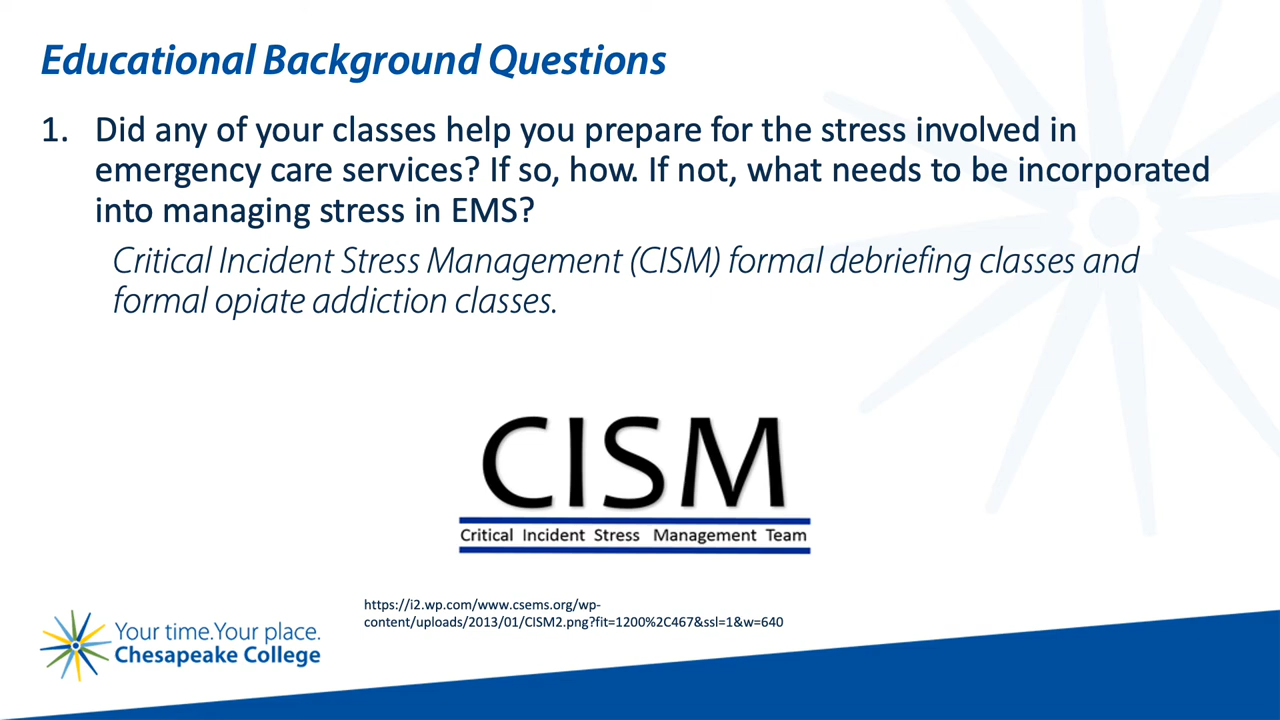 Educational Background Questions
1. Did any of your classes help you prepare for the stress involved in
emergency care services? If so, how. If not, what needs to be incorporated
into managing stress in EMS?
Critical Incident Stress Management (CISM) formal debriefing classes and
formal opiate addiction classes.
CISM
Critical Incident Stress Management Team
https://i2.wp.com/www.csems.org/wp-
content/uploads/2013/01/CISM2.png?fit=1200%2C467&ssl=1&w=640
Your time.Your place.
Chesapeake College